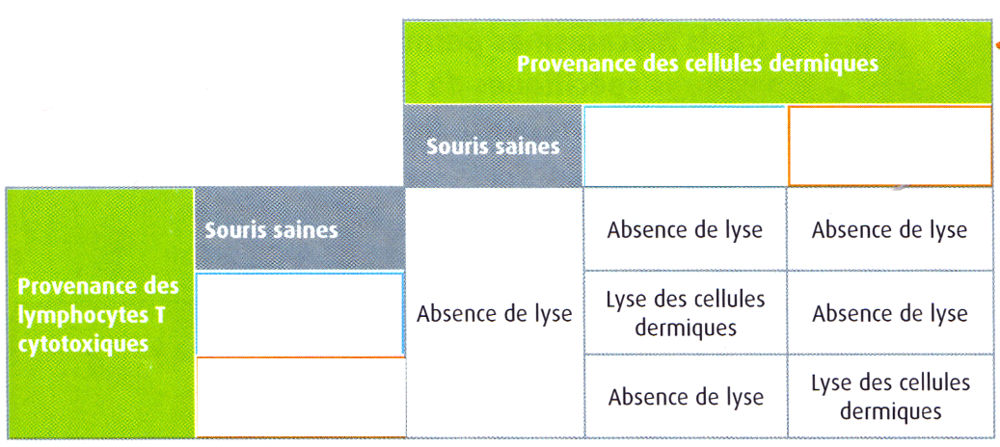 Provenance des cellules dermiques
Souris saines
Souris saines
Absence de lyse
Absence de lyse
Provenance des
lymphocytes T
cytotoxiques
Absence de lyse
Lyse des cellules
dermiques
Absence de lyse
Absence de lyse
Lyse des cellules
dermiques